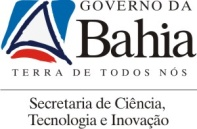 GOVERNO DA
Bahia
TERRA DE TODOS NÓS
Secretaria de Ciência,
Tecnologia e Inovação